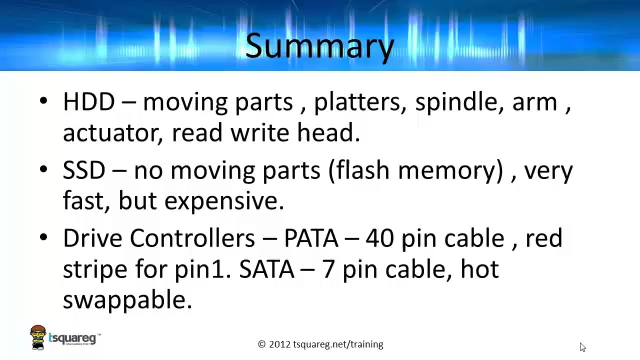 Summary
• HDD – moving parts , platters, spindle, arm ,
actuator, read write head.
• SSD – no moving parts (flash memory) , very
fast, but expensive.
• Drive Controllers – PATA – 40 pin cable , red
stripe for pin1. SATA – 7 pin cable, hot
swappable.
tsquareg™
© 2012 tsquareg.net/training